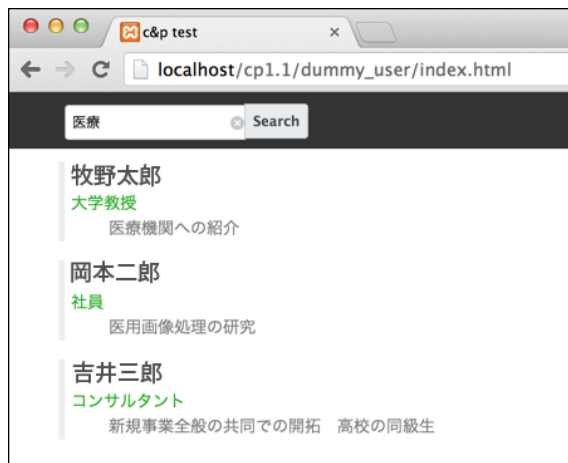 c&p test
localhost/cp1.1/dummy_user/index.html
医療 Search
牧野太郎
大学教授
医療機関への紹介
岡本二郎
社員
医用画像処理の研究
吉井三郎
コンサルタント
新規事業全般の共同での開拓　高校の同級生